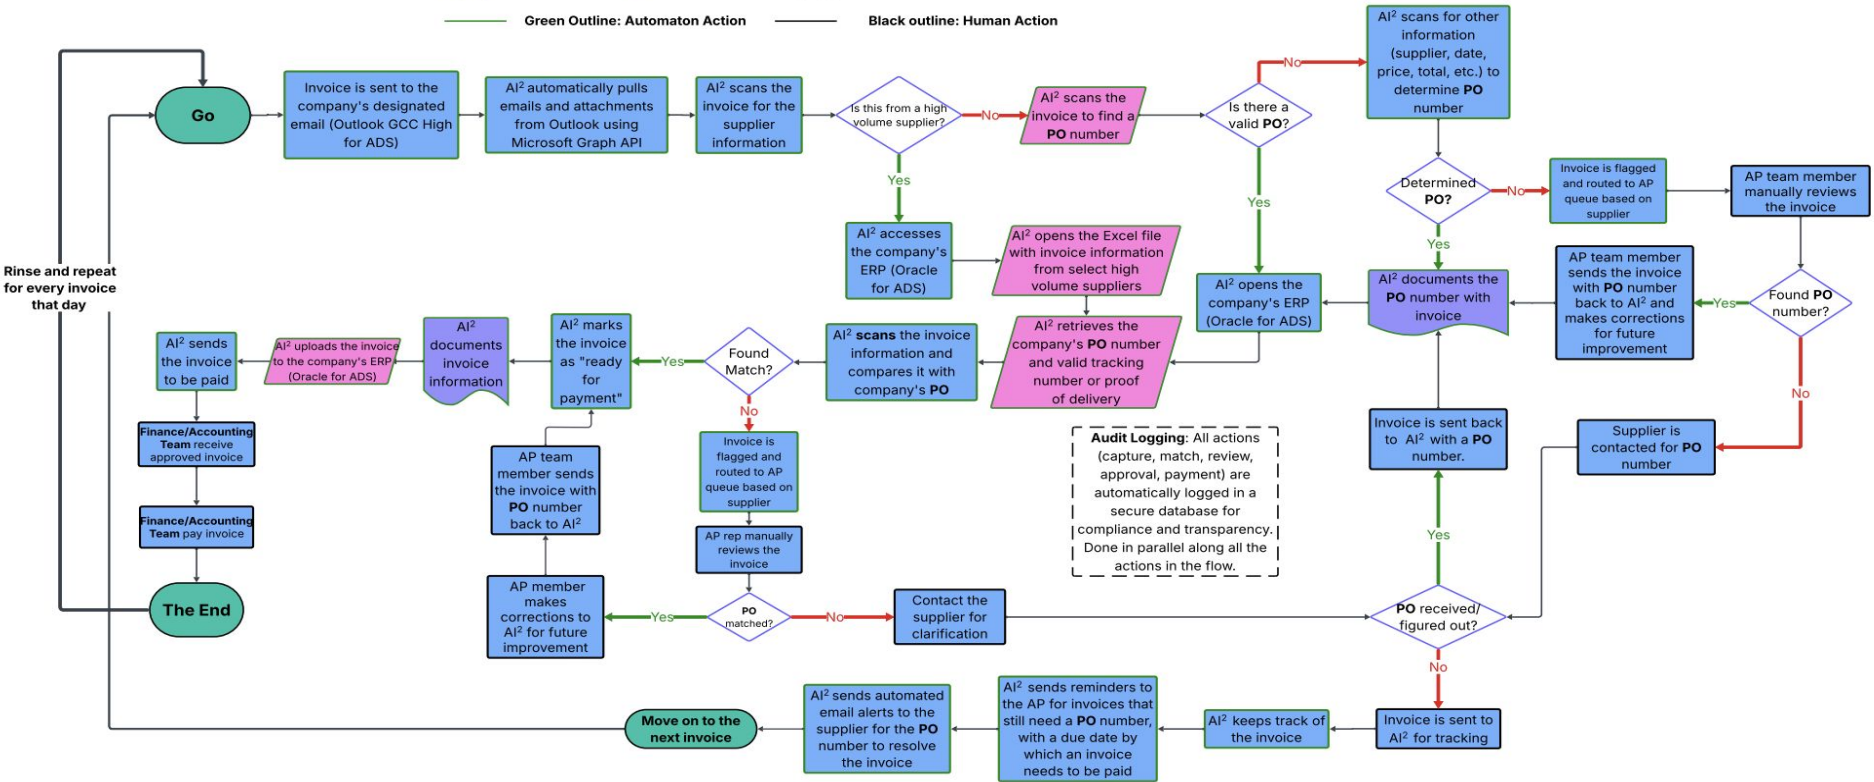 Green Outline: Automaton Action
Black outline: Human Action
Go
Invoice is sent to the
company's designated
email (Outlook GCC High
for ADS)
AI² automatically pulls
emails and attachments
from Outlook using
Microsoft Graph API
AI² scans the
invoice for the
supplier
information
Is this from a high
volume supplier?
No
AI² scans the
invoice to find a
PO number
Is there a
valid PO?
No
AI² scans for other
information
(supplier, date,
price, total, etc.) to
determine PO
number
Yes
Yes
Determined
PO?
No
Invoice is flagged
and routed to AP
queue based on
supplier
AP team member
manually reviews
the invoice
Yes
AI² accesses
the company's
ERP (Oracle
for ADS)
AI² opens the Excel file
with invoice information
from select high
volume suppliers
AI² opens the
company's ERP
(Oracle for ADS)
AI² documents the
PO number with
invoice
AP team member
sends the invoice
with PO number
back to AI² and
makes corrections
for future
improvement
Yes
Found PO
number?
No
Rinse and repeat
for every invoice
that day
AI² sends
the invoice
to be paid
AI² uploads the invoice
to the company's ERP
(Oracle for ADS)
AI²
documents
invoice
information
AI² marks
the invoice
as "ready
for
payment"
Yes
Found
Match?
No
AI² scans the invoice
information and
compares it with
company's PO
AI² retrieves the
company's PO number
and valid tracking
number or proof
of delivery
Finance/Accounting
Team receive
approved invoice
Finance/Accounting
Team pay invoice
The End
AP team
member sends
the invoice with
PO number
back to AI²
Invoice is
flagged and
routed to AP
queue based on
supplier
AP rep manually
reviews the
invoice
Audit Logging: All actions
(capture, match, review,
approval, payment) are
automatically logged in a
secure database for
compliance and transparency.
Done in parallel along all the
actions in the flow.
Invoice is sent back
to AI² with a PO
number.
Supplier is
contacted for PO
number
Yes
AP member
makes
corrections to
AI² for future
improvement
Yes
PO
matched?
No
Contact the
supplier for
clarification
PO received/
figured out?
No
Move on to the
next invoice
AI² sends automated
email alerts to the
supplier for the PO
number to resolve
the invoice
AI² sends reminders to
the AP for invoices that
still need a PO number,
with a due date by
which an invoice
needs to be paid
AI² keeps track of
the invoice
Invoice is sent to
AI² for tracking